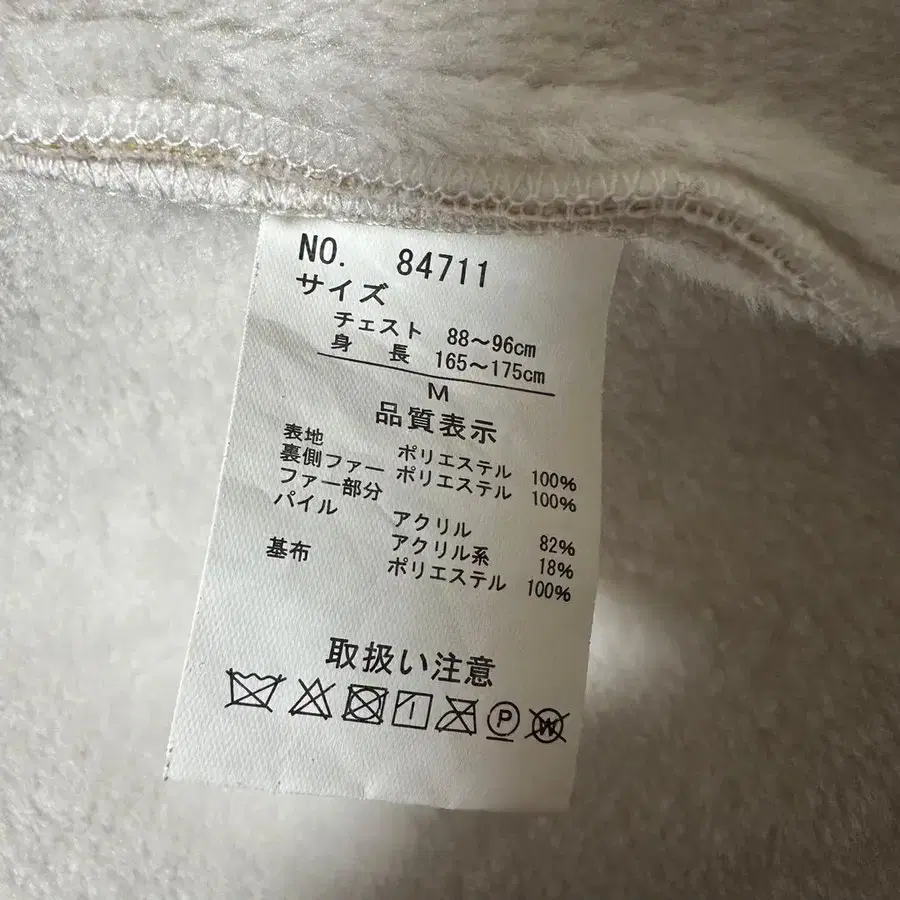 NO. 84711
サイズ
チェスト 88～96cm
身 長 165～175cm
M
品質表示
表地 ポリエステル 100%
裏側ファー ポリエステル 100%
ファー部分
パイル アクリル 82%
アクリル系 18%
基布 ポリエステル 100%
取扱い注意
P W